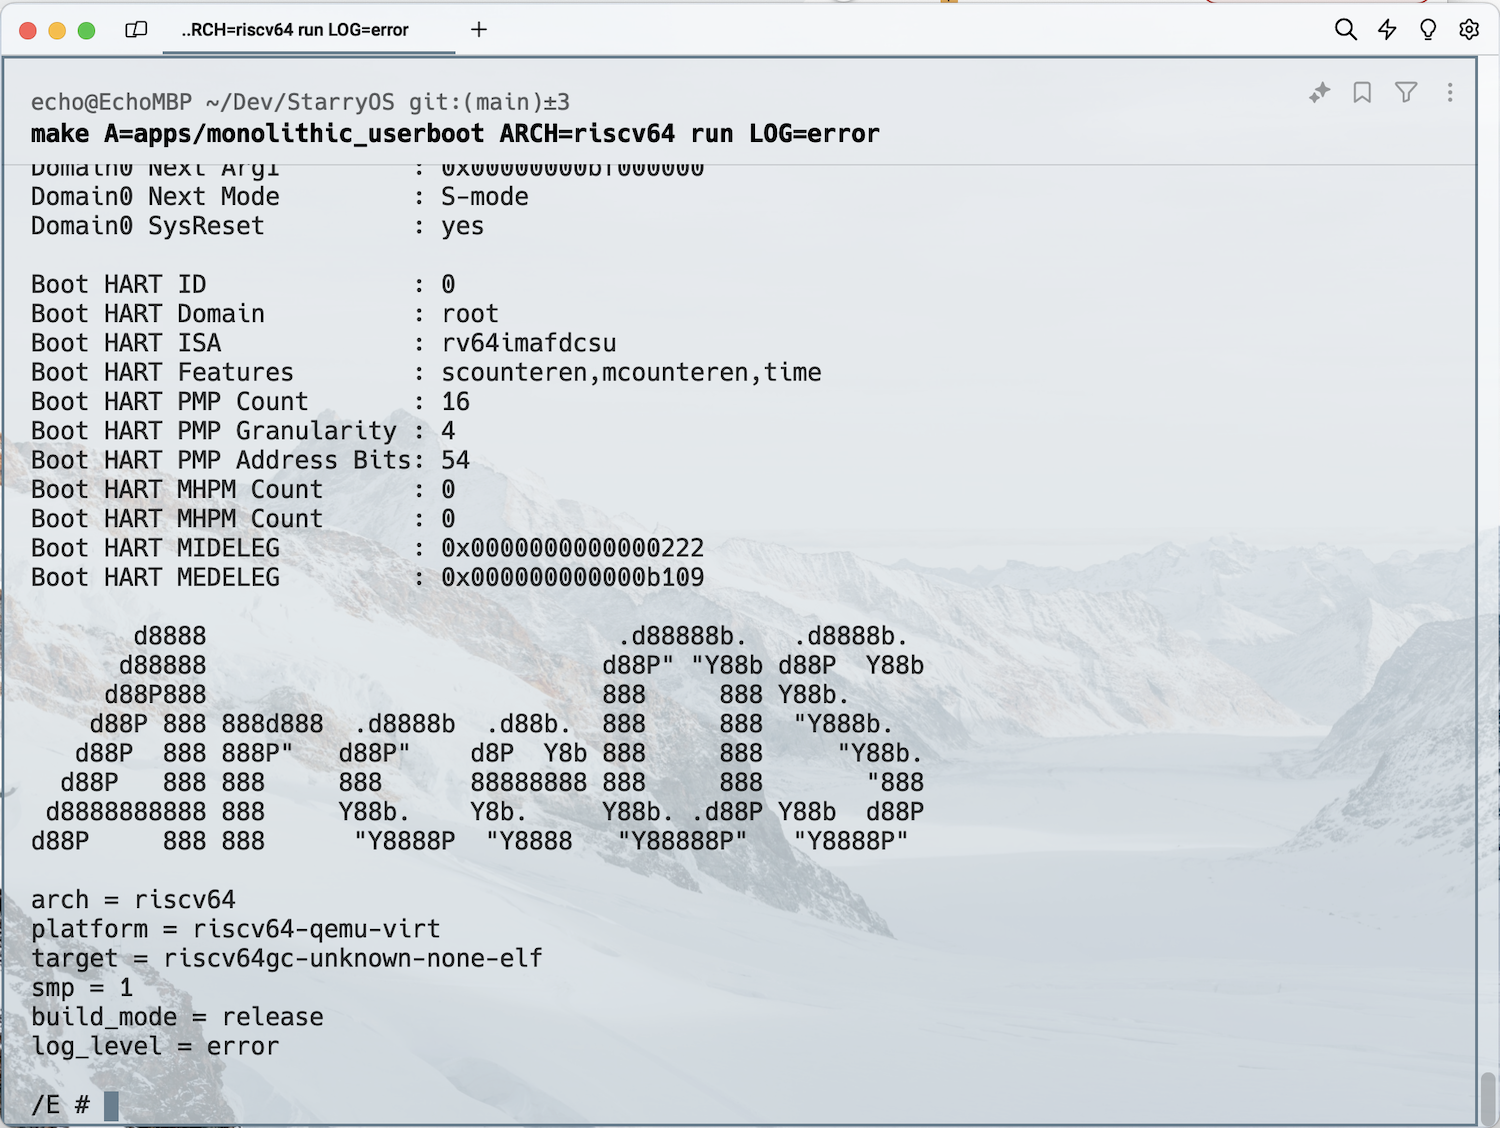 ..RCH=riscv64 run LOG=error
echo@EchoMBP ~/Dev/StarryOS git:(main)±3
make A=apps/monolithic_userboot ARCH=riscv64 run LOG=error
Domain0 Next Arg1         : 0x00000000bf000000
Domain0 Next Mode         : S-mode
Domain0 SysReset          : yes

Boot HART ID              : 0
Boot HART Domain          : root
Boot HART ISA             : rv64imafdcsu
Boot HART Features        : scounteren,mcounteren,time
Boot HART PMP Count       : 16
Boot HART PMP Granularity : 4
Boot HART PMP Address Bits: 54
Boot HART MHPM Count      : 0
Boot HART MHPM Count      : 0
Boot HART MIDELEG         : 0x0000000000000222
Boot HART MEDELEG         : 0x000000000000b109

       d8888                            .d88888b.   .d8888b.
      d88888                           d88P" "Y88b d88P  Y88b
     d88P888                           888     888 Y88b.
    d88P 888 888d888  .d8888b  .d88b.  888     888  "Y888b.
   d88P  888 888P"   d88P"    d8P  Y8b 888     888     "Y88b.
  d88P   888 888     888      88888888 888     888       "888
 d8888888888 888     Y88b.    Y8b.     Y88b. .d88P Y88b  d88P
d88P     888 888      "Y8888P  "Y8888   "Y88888P"   "Y8888P"

arch = riscv64
platform = riscv64-qemu-virt
target = riscv64gc-unknown-none-elf
smp = 1
build_mode = release
log_level = error

/E #